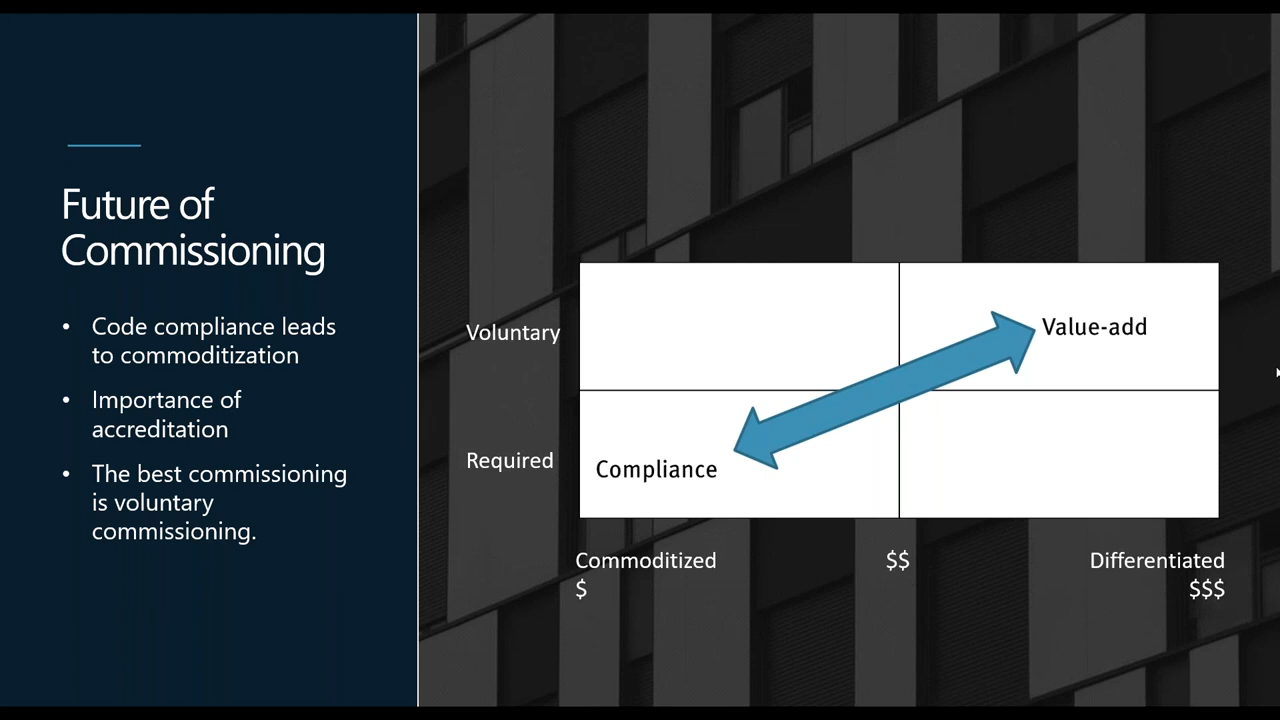 Future of
Commissioning
• Code compliance leads
to commoditization
• Importance of
accreditation
• The best commissioning
is voluntary
commissioning.
Voluntary
Value-add
Required
Compliance
Commoditized
$
$$
Differentiated
$$$